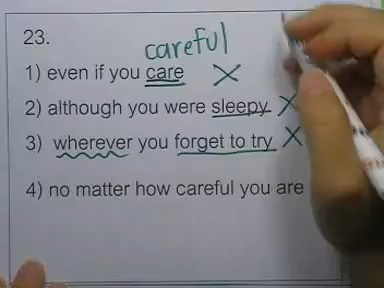 23.
careful
1) even if you care X
2) although you were sleepy X
3) wherever you forget to try X
4) no matter how careful you are